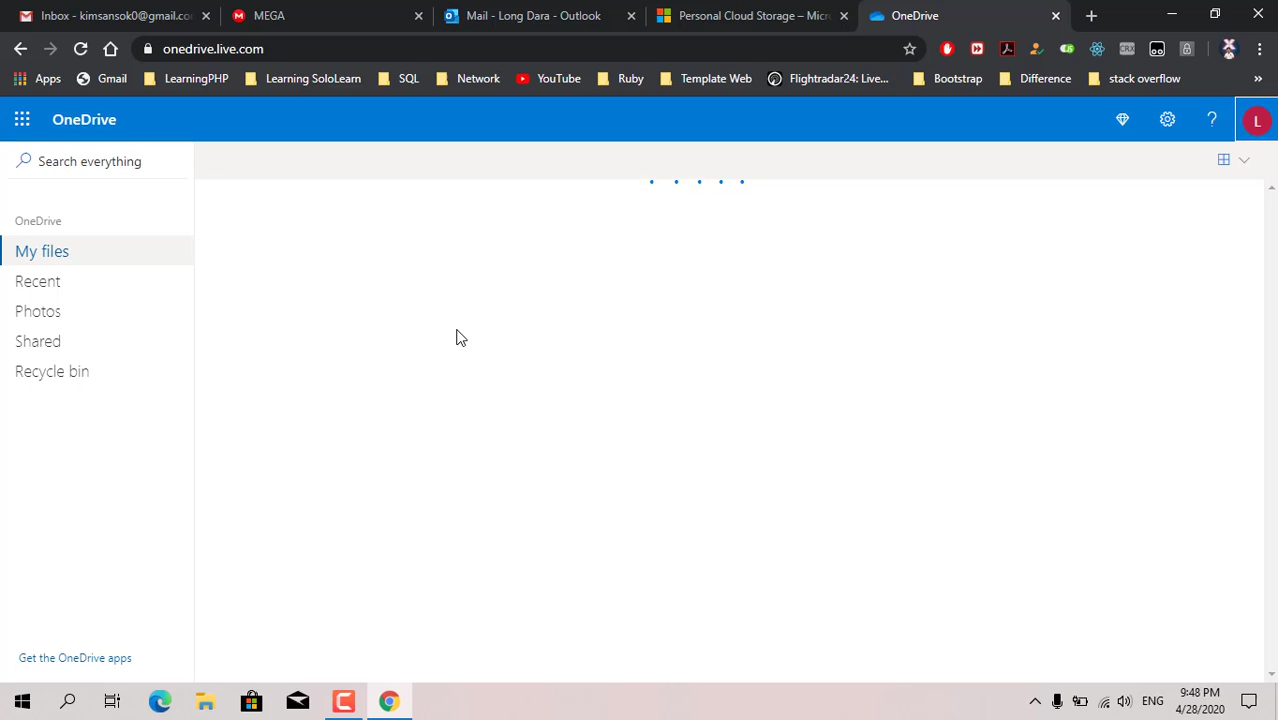 Inbox - kimsansok0@gmail.co
MEGA
Mail - Long Dara - Outlook
Personal Cloud Storage – Micr
OneDrive
onedrive.live.com
Apps
Gmail
LearningPHP
Learning SoloLearn
SQL
Network
YouTube
Ruby
Template Web
Flightradar24: Live...
Bootstrap
Difference
stack overflow
»
CRX
OneDrive
?
L
Search everything
OneDrive
My files
Recent
Photos
Shared
Recycle bin
Get the OneDrive apps
ENG
9:48 PM
4/28/2020